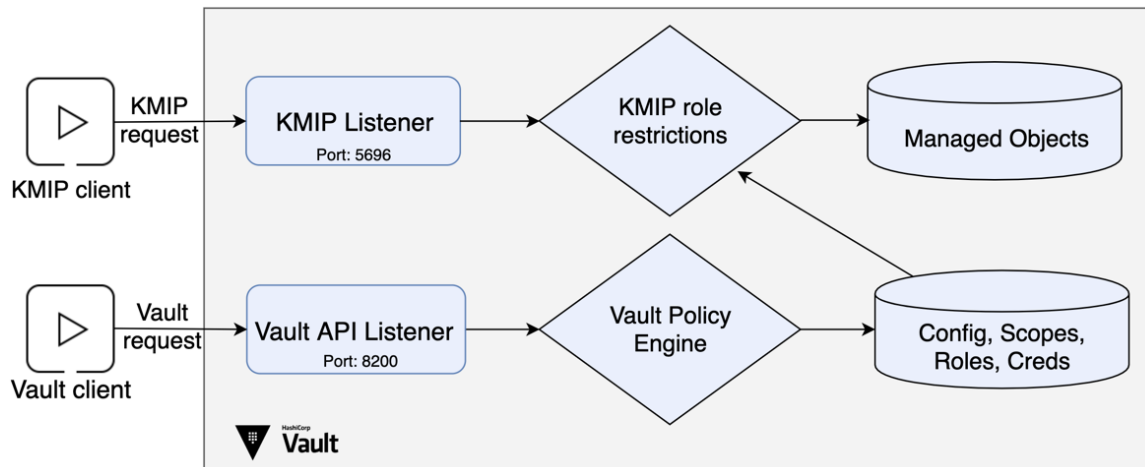 KMIP client
KMIP
request
KMIP Listener
Port: 5696
KMIP role
restrictions
Managed Objects
Vault client
Vault
request
Vault API Listener
Port: 8200
Vault Policy
Engine
Config, Scopes,
Roles, Creds
HashiCorp
Vault